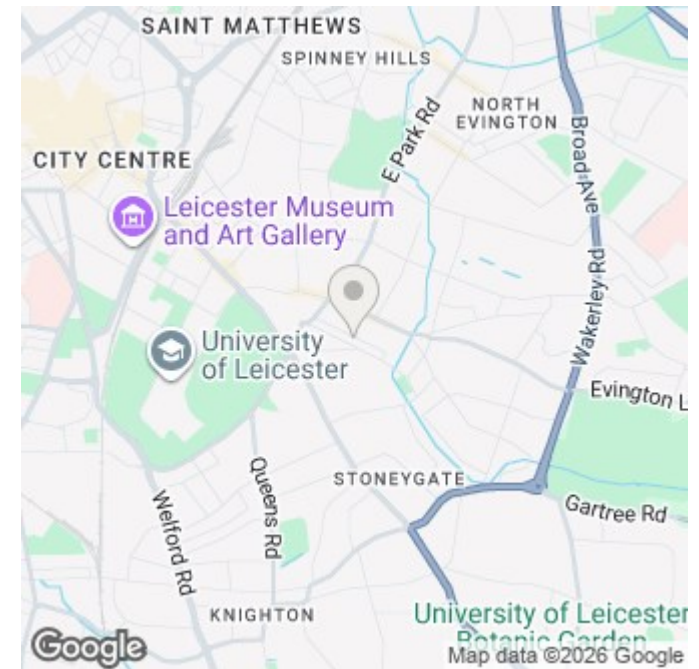 SAINT MATTHEWS
SPINNEY HILLS
NORTH
EVINGTON
E Park Rd
Broad Ave
CITY CENTRE
Leicester Museum
and Art Gallery
Wakerley Rd
University
of Leicester
Evington L
STONEYGATE
Queens Rd
Welford Rd
Gartree Rd
KNIGHTON
University of Leicester
Botanic Garden
Google
Map data ©2026 Google